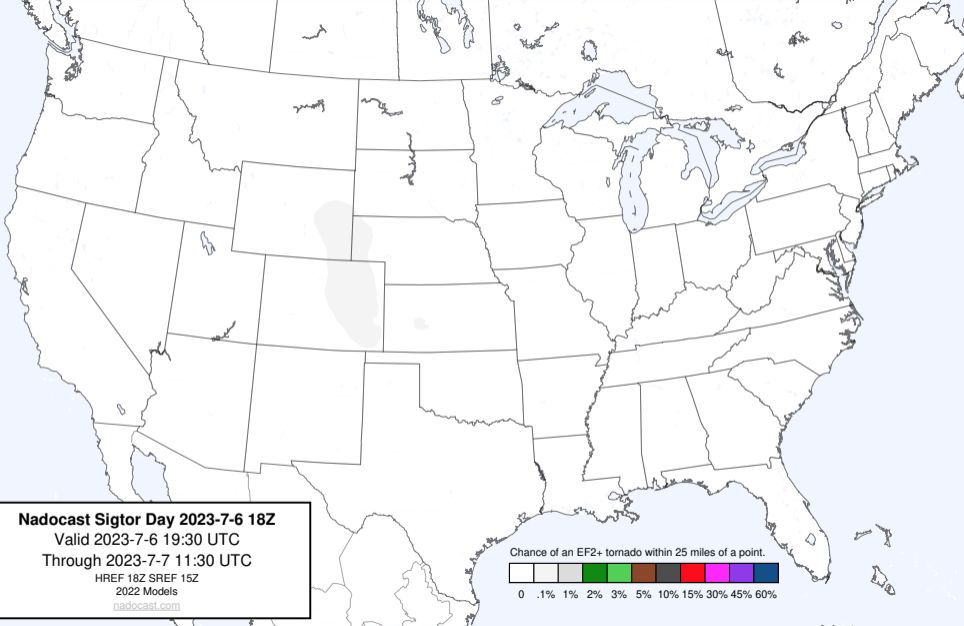 Nadocast Sigtor Day 2023-7-6 18Z
Valid 2023-7-6 19:30 UTC
Through 2023-7-7 11:30 UTC
HREF 18Z SREF 15Z
2022 Models
nadocast.com
Chance of an EF2+ tornado within 25 miles of a point.
0 .1% 1% 2% 3% 5% 10% 15% 30% 45% 60%